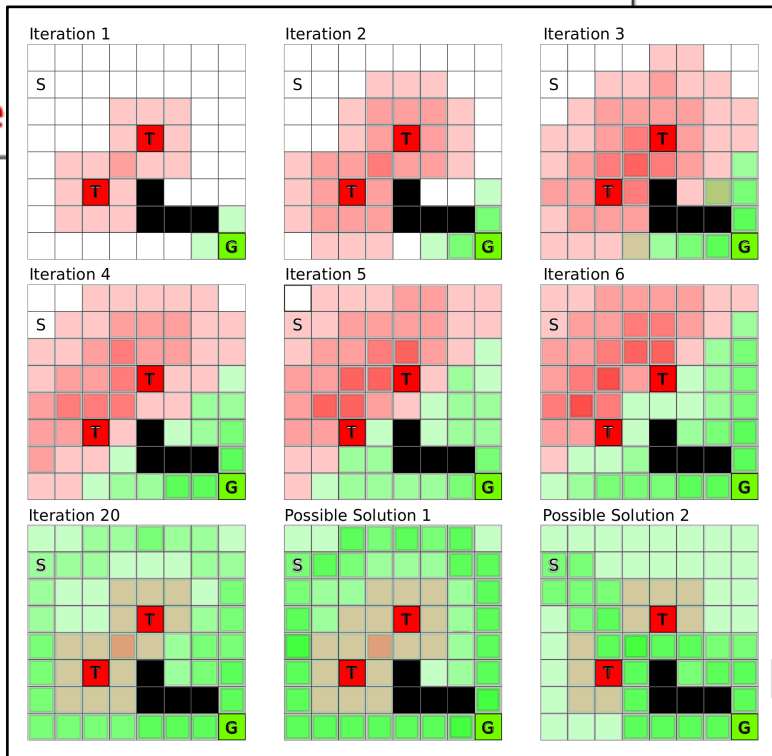 Iteration 1
Iteration 2
Iteration 3
S
S
S
e
T
T
T
T
T
T
G
G
G
Iteration 4
Iteration 5
Iteration 6
S
S
S
T
T
T
T
T
T
G
G
G
Iteration 20
Possible Solution 1
Possible Solution 2
S
S
S
T
T
T
T
T
T
G
G
G